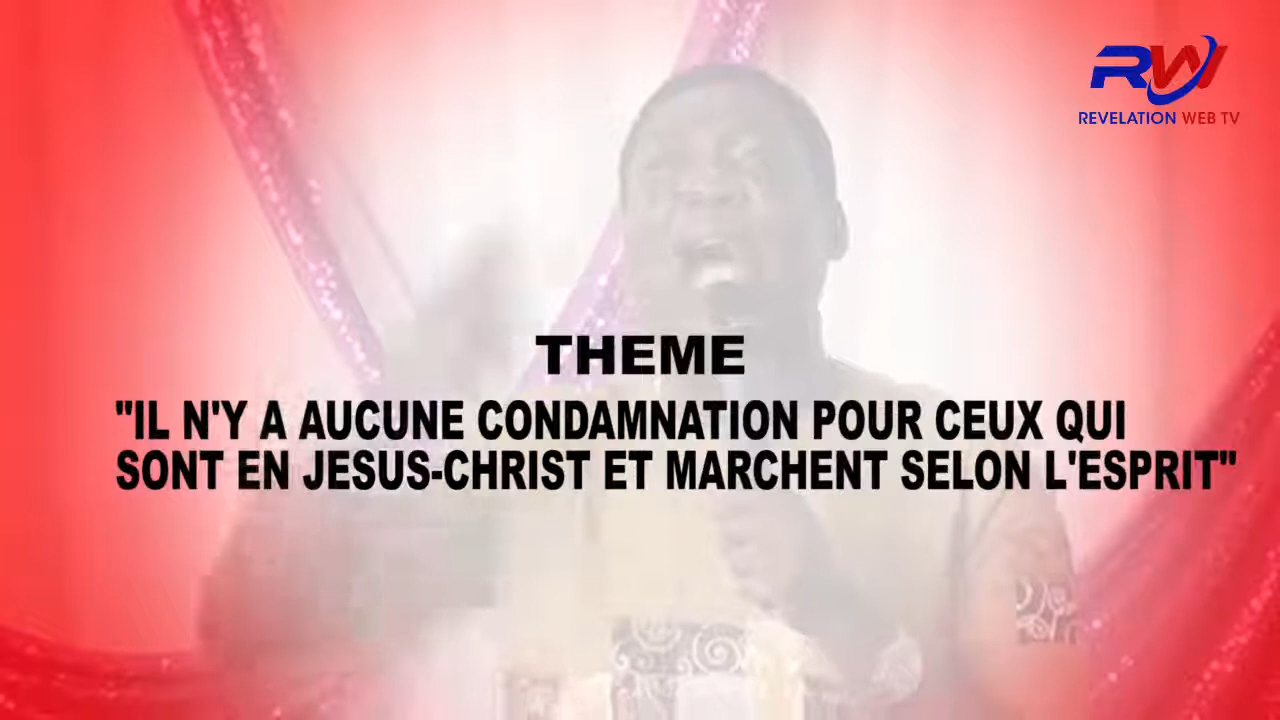 RW
REVELATION WEB TV
THEME
"IL N'Y A AUCUNE CONDAMNATION POUR CEUX QUI
SONT EN JESUS-CHRIST ET MARCHENT SELON L'ESPRIT"